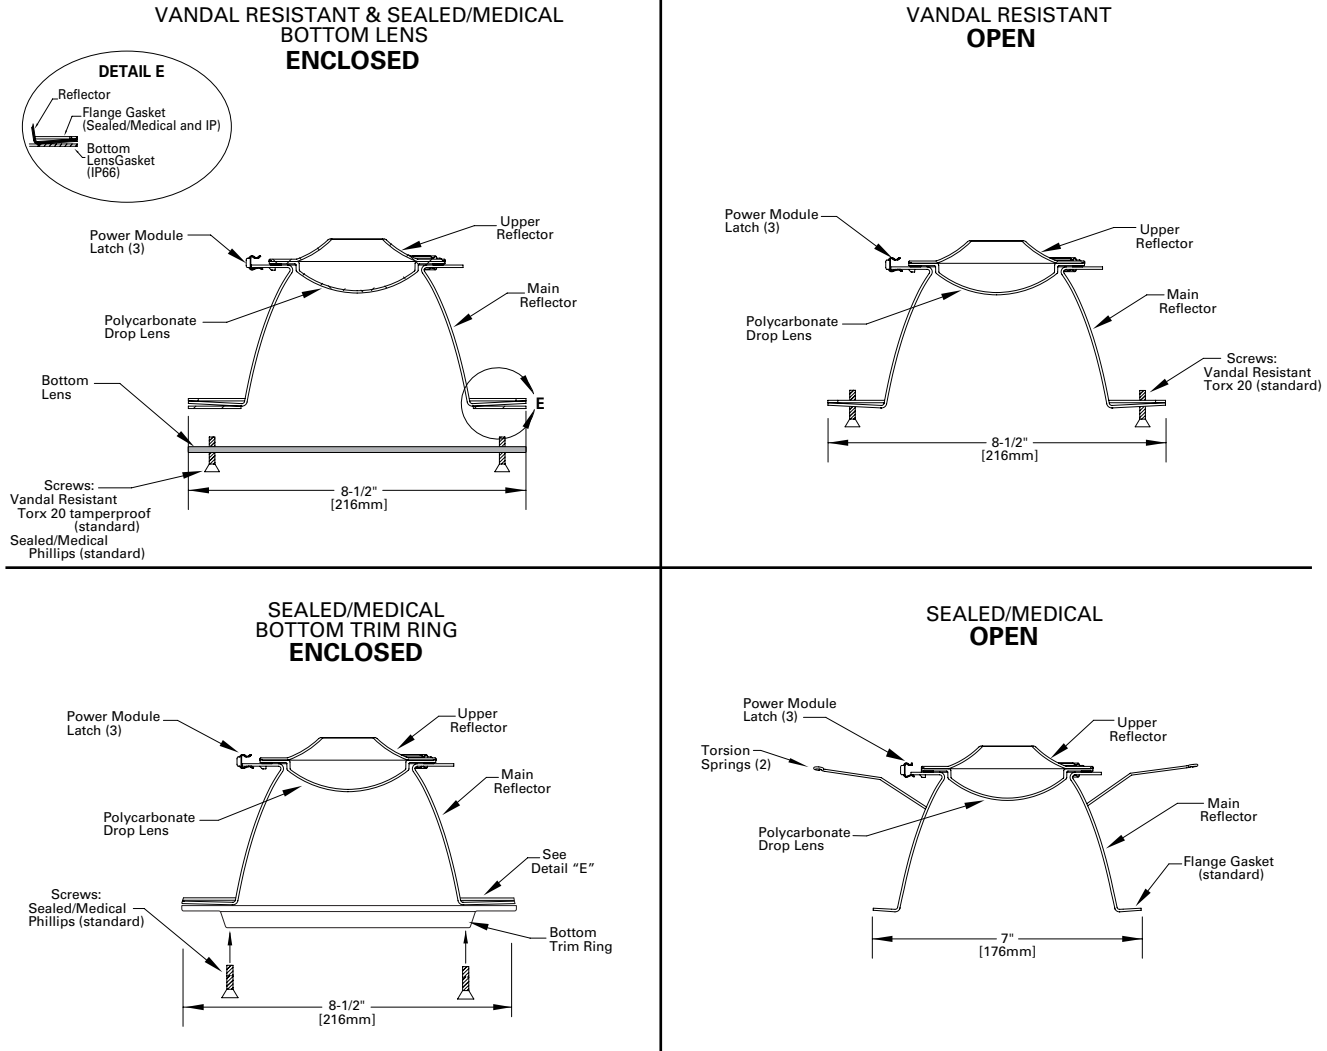 VANDAL RESISTANT & SEALED/MEDICAL
BOTTOM LENS
ENCLOSED
DETAIL E
Reflector
Flange Gasket
(Sealed/Medical and IP)
Bottom
LensGasket
(IP66)
Power Module
Latch (3)
Upper
Reflector
Polycarbonate
Drop Lens
Main
Reflector
Bottom
Lens
E
Screws:
Vandal Resistant
Torx 20 tamperproof
(standard)
Sealed/Medical
Phillips (standard)
8-1/2"
[216mm]
VANDAL RESISTANT
OPEN
Power Module
Latch (3)
Upper
Reflector
Polycarbonate
Drop Lens
Main
Reflector
Screws:
Vandal Resistant
Torx 20 (standard)
8-1/2"
[216mm]
SEALED/MEDICAL
BOTTOM TRIM RING
ENCLOSED
Power Module
Latch (3)
Upper
Reflector
Main
Reflector
Polycarbonate
Drop Lens
See
Detail “E”
Screws:
Sealed/Medical
Phillips (standard)
Bottom
Trim Ring
8-1/2"
[216mm]
SEALED/MEDICAL
OPEN
Power Module
Latch (3)
Upper
Reflector
Torsion
Springs (2)
Main
Reflector
Polycarbonate
Drop Lens
Flange Gasket
(standard)
7"
[176mm]